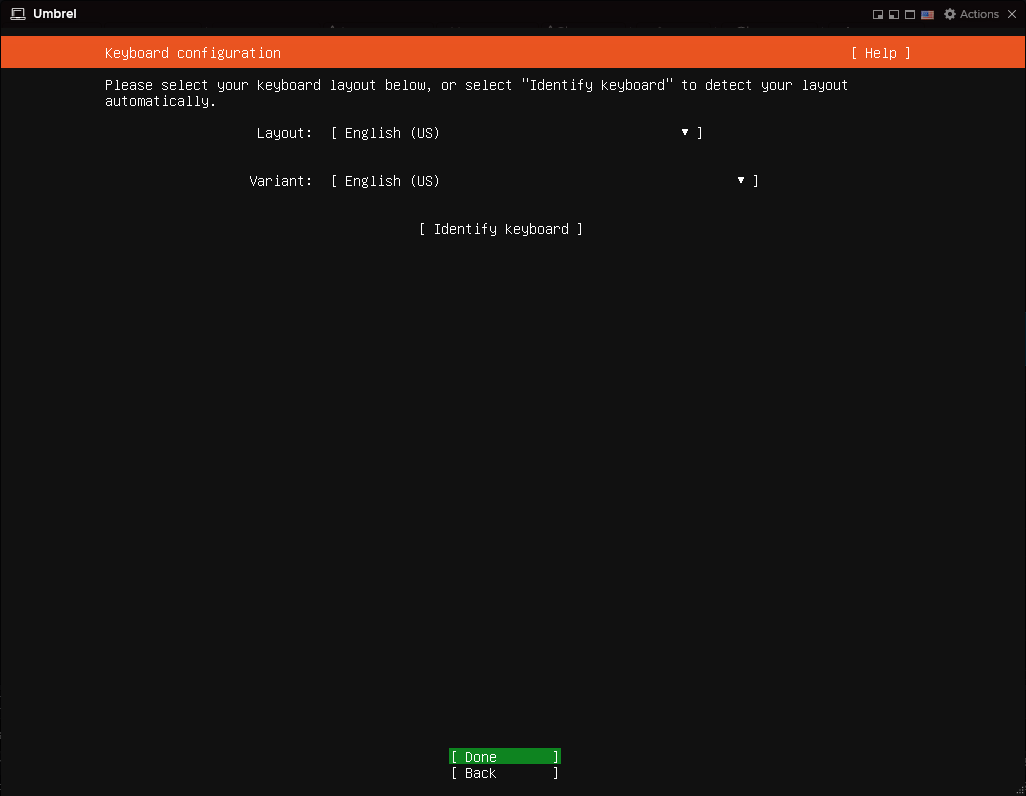 Umbrel
Actions
Keyboard configuration [ Help ]
Please select your keyboard layout below, or select "Identify keyboard" to detect your layout
automatically.
Layout: [ English (US) ▼ ]
Variant: [ English (US) ▼ ]
[ Identify keyboard ]
[ Done ]
[ Back ]